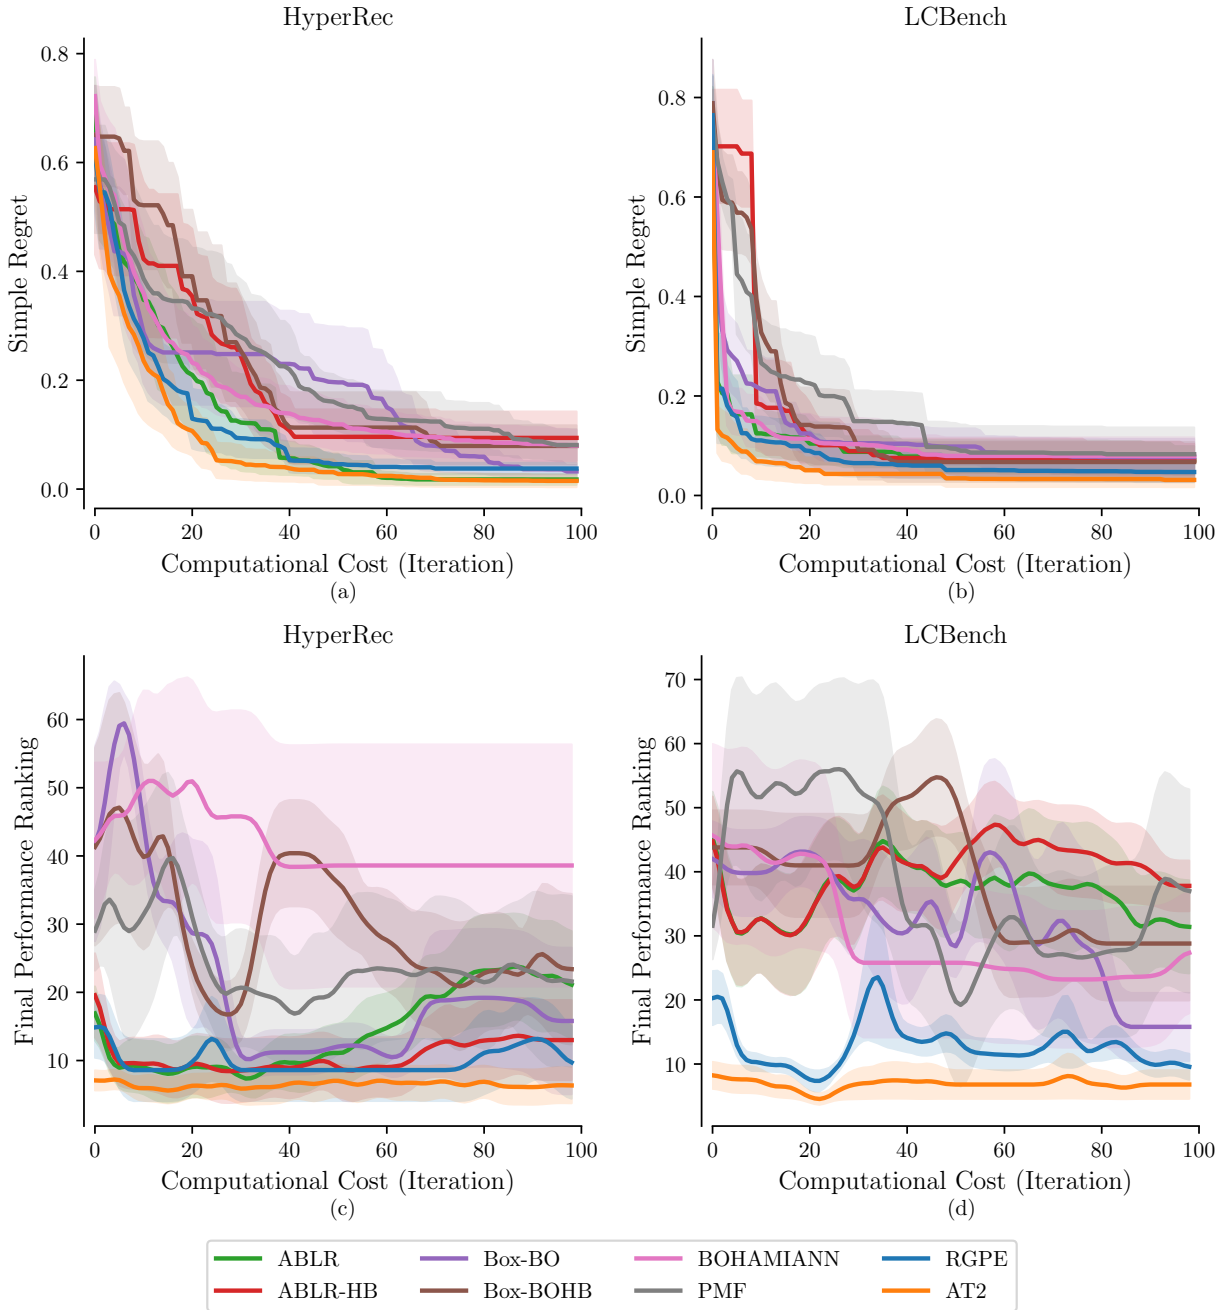 HyperRec
LCBench
Simple Regret
0.8
0.6
0.4
0.2
0.0
0 20 40 60 80 100
Computational Cost (Iteration)
(a)
Simple Regret
0.8
0.6
0.4
0.2
0.0
0 20 40 60 80 100
Computational Cost (Iteration)
(b)
HyperRec
LCBench
Final Performance Ranking
60
50
40
30
20
10
0 20 40 60 80 100
Computational Cost (Iteration)
(c)
Final Performance Ranking
70
60
50
40
30
20
10
0 20 40 60 80 100
Computational Cost (Iteration)
(d)
ABLR Box-BO BOHAMIANN RGPE
ABLR-HB Box-BOHB PMF AT2